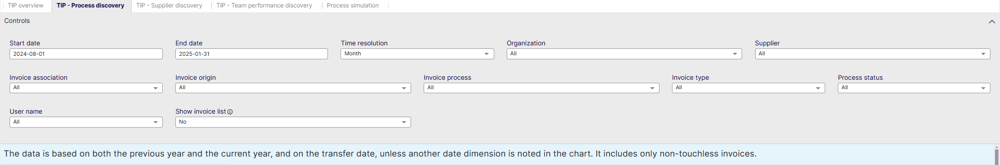 TIP overview
TIP - Process discovery
TIP - Supplier discovery
TIP - Team performance discovery
Process simulation
Controls
Start date
End date
Time resolution
Organization
Supplier
2024-08-01
2025-01-31
Month
All
All
Invoice association
Invoice origin
Invoice process
Invoice type
Process status
All
All
All
All
All
User name
Show invoice list
All
No
The data is based on both the previous year and the current year, and on the transfer date, unless another date dimension is noted in the chart. It includes only non-touchless invoices.